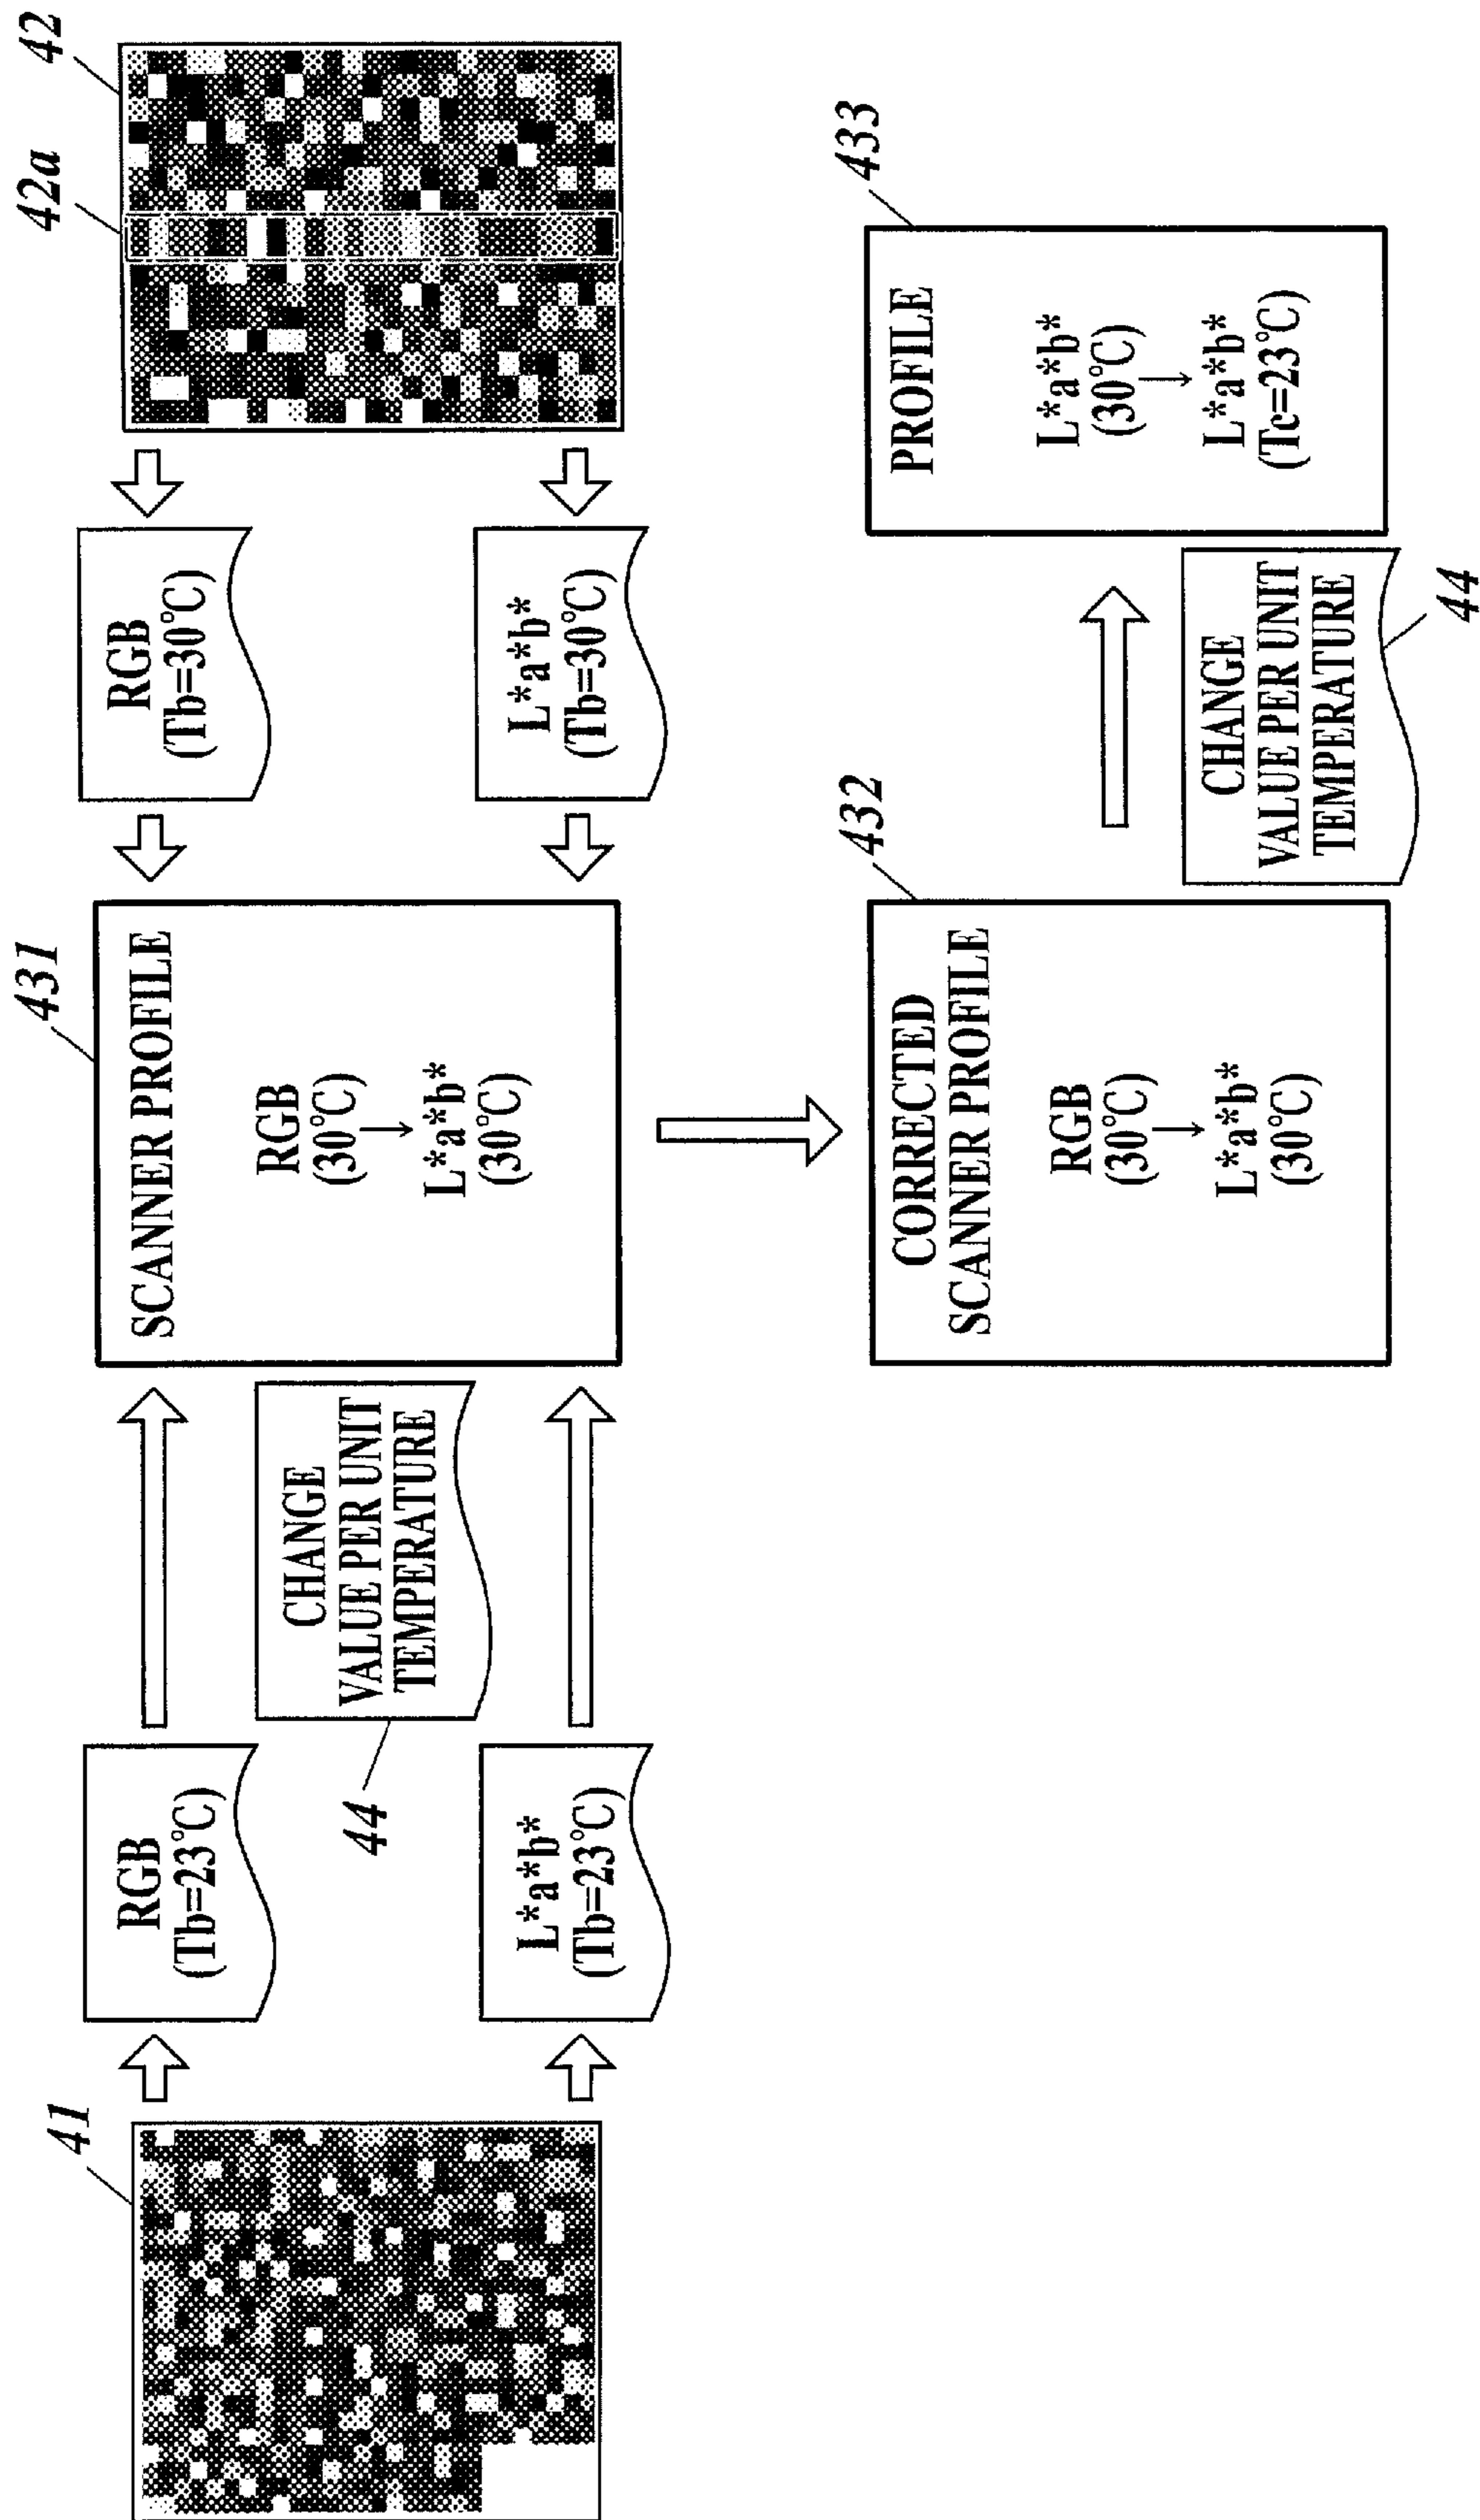 41
RGB
(Tb=23°C)
L*a*b*
(Tb=23°C)
CHANGE
VALUE PER UNIT
TEMPERATURE
44
431
SCANNER PROFILE
RGB
(30°C)
L*a*b*
(30°C)
RGB
(Tb=30°C)
L*a*b*
(Tb=30°C)
42a
42
432
CORRECTED
SCANNER PROFILE
RGB
(30°C)
L*a*b*
(30°C)
CHANGE
VALUE PER UNIT
TEMPERATURE
44
433
PROFILE
L*a*b*
(30°C)
L*a*b*
(Tc=23°C)